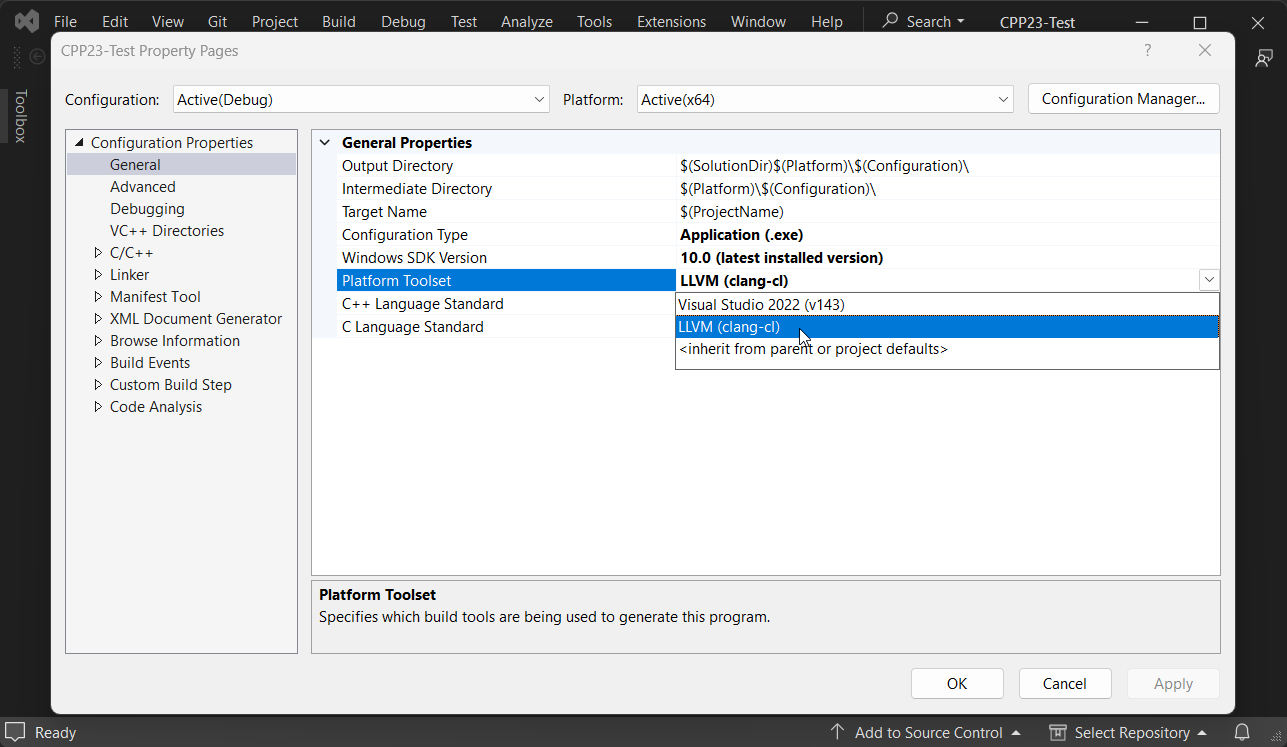 File Edit View Git Project Build Debug Test Analyze Tools Extensions Window Help Search CPP23-Test
CPP23-Test Property Pages ?
Toolbox
Configuration: Active(Debug) Platform: Active(x64) Configuration Manager...
Configuration Properties
General
Advanced
Debugging
VC++ Directories
C/C++
Linker
Manifest Tool
XML Document Generator
Browse Information
Build Events
Custom Build Step
Code Analysis
General Properties
Output Directory $(SolutionDir)$(Platform)\$(Configuration)\
Intermediate Directory $(Platform)\$(Configuration)\
Target Name $(ProjectName)
Configuration Type Application (.exe)
Windows SDK Version 10.0 (latest installed version)
Platform Toolset LLVM (clang-cl)
C++ Language Standard Visual Studio 2022 (v143)
C Language Standard LLVM (clang-cl)
<inherit from parent or project defaults>
Platform Toolset
Specifies which build tools are being used to generate this program.
OK Cancel Apply
Ready Add to Source Control Select Repository